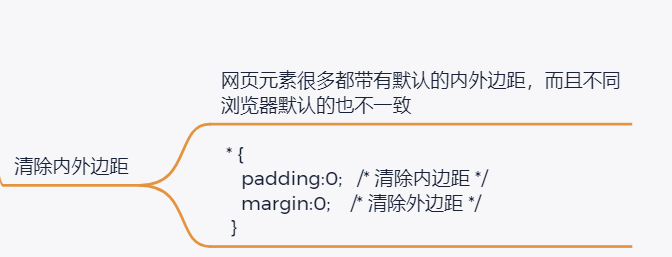 网页元素很多都带有默认的内外边距，而且不同
浏览器默认的也不一致
清除内外边距
* {
padding:0; /* 清除内边距 */
margin:0; /* 清除外边距 */
}